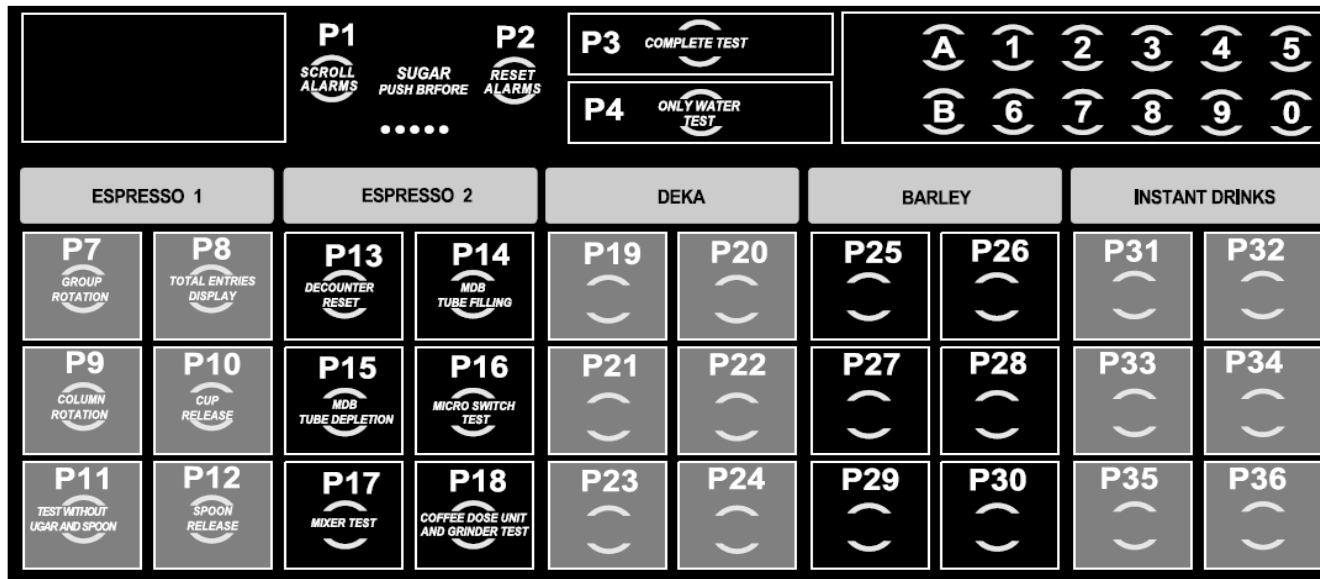 P1 P2
SCROLL ALARMS
SUGAR PUSH BRFORE
RESET ALARMS
P3 COMPLETE TEST
P4 ONLY WATER TEST
A 1 2 3 4 5
B 6 7 8 9 0
ESPRESSO 1 ESPRESSO 2 DEKA BARLEY INSTANT DRINKS
P7 P8 P13 P14 P19 P20 P25 P26 P31 P32
GROUP ROTATION
TOTAL ENTRIES DISPLAY
DECOUNTER RESET
MDB TUBE FILLING
P9 P10 P15 P16 P21 P22 P27 P28 P33 P34
COLUMN ROTATION
CUP RELEASE
MDB TUBE DEPLETION
MICRO SWITCH TEST
P11 P12 P17 P18 P23 P24 P29 P30 P35 P36
TEST WITHOUT UGAR AND SPOON
SPOON RELEASE
MIXER TEST
COFFEE DOSE UNIT AND GRINDER TEST